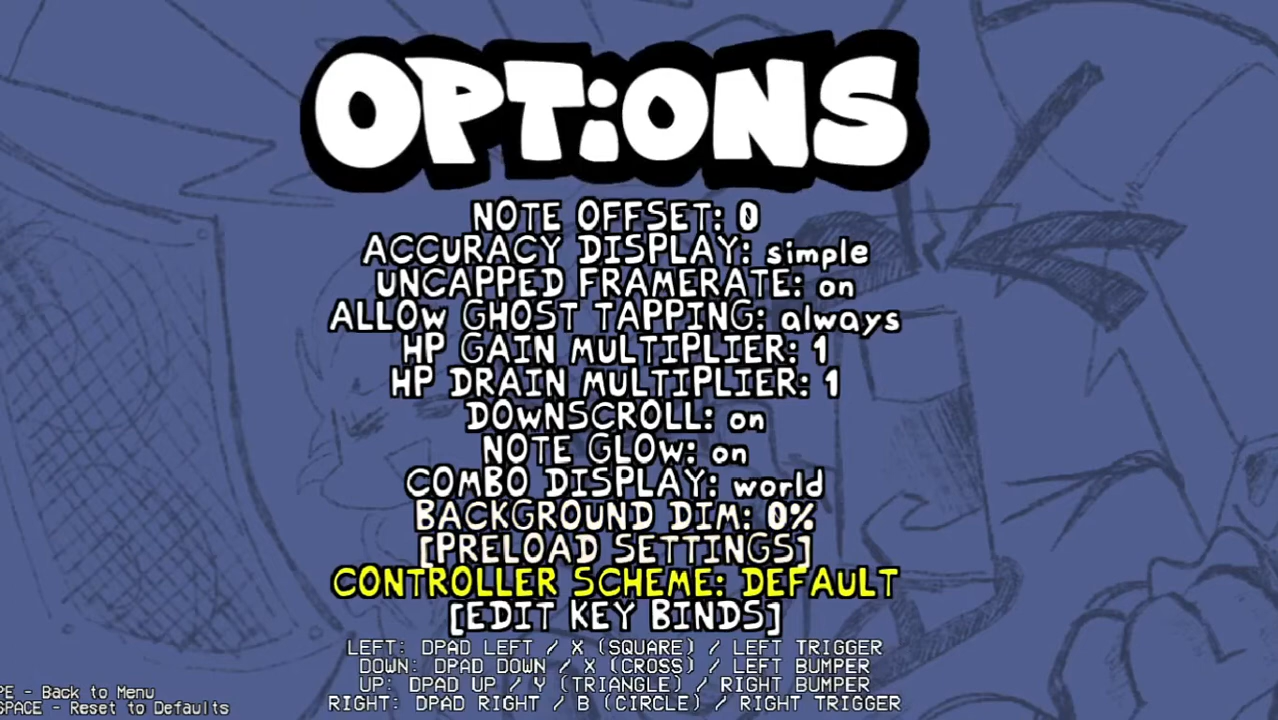 OPTiONS
NOTE OFFSET: 0
ACCURACY DISPLAY: simple
UNCAPPED FRAMERATE: on
ALLOW GHOST TAPPING: always
HP GAIN MULTIPLIER: 1
HP DRAIN MULTIPLIER: 1
DOWNSCROLL: on
NOTE GLOW: on
COMBO DISPLAY: world
BACKGROUND DIM: 0%
[PRELOAD SETTINGS]
CONTROLLER SCHEME: DEFAULT
[EDIT KEY BINDS]
LEFT: DPAD LEFT / X (SQUARE) / LEFT TRIGGER
DOWN: DPAD DOWN / X (CROSS) / LEFT BUMPER
UP: DPAD UP / Y (TRIANGLE) / RIGHT BUMPER
RIGHT: DPAD RIGHT / B (CIRCLE) / RIGHT TRIGGER
PE - Back to Menu
SPACE - Reset to Defaults